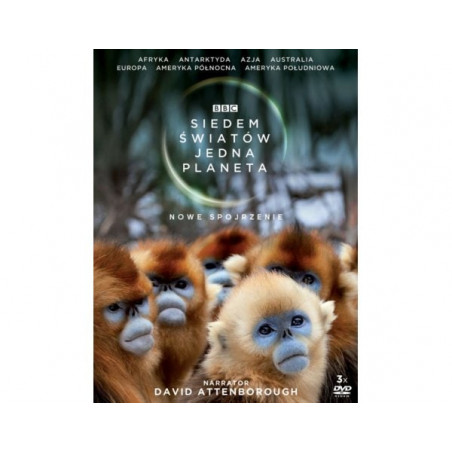 AFRYKA ANTARKTYDA AZJA AUSTRALIA
EUROPA AMERYKA PÓŁNOCNA AMERYKA POŁUDNIOWA
BBC
SIEDEM
ŚWIATÓW
JEDNA
PLANETA
NOWE SPOJRZENIE
NARRATOR
DAVID ATTENBOROUGH
3x
DVD